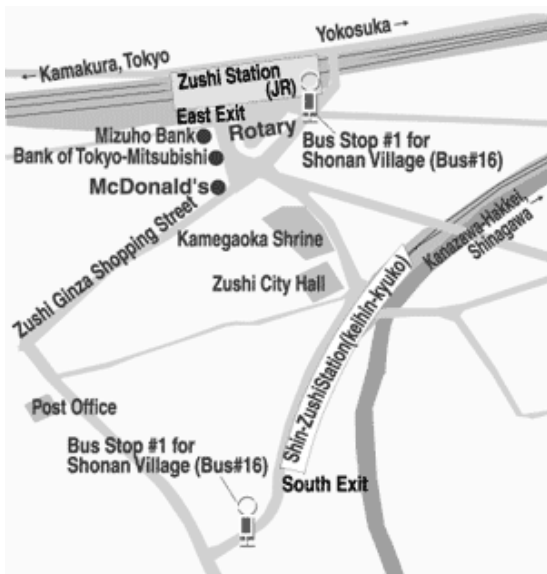 Yokosuka →
← Kamakura, Tokyo
Zushi Station
(JR)
East Exit
Mizuho Bank
Rotary
Bus Stop #1 for
Shonan Village (Bus#16)
Bank of Tokyo-Mitsubishi
McDonald's
Zushi Ginza Shopping Street
Kamegaoka Shrine
Kanazawa-Hakkei,
Shinagawa →
Zushi City Hall
Shin-ZushiStation(keihin-kyuko)
Post Office
Bus Stop #1 for
Shonan Village (Bus#16)
South Exit